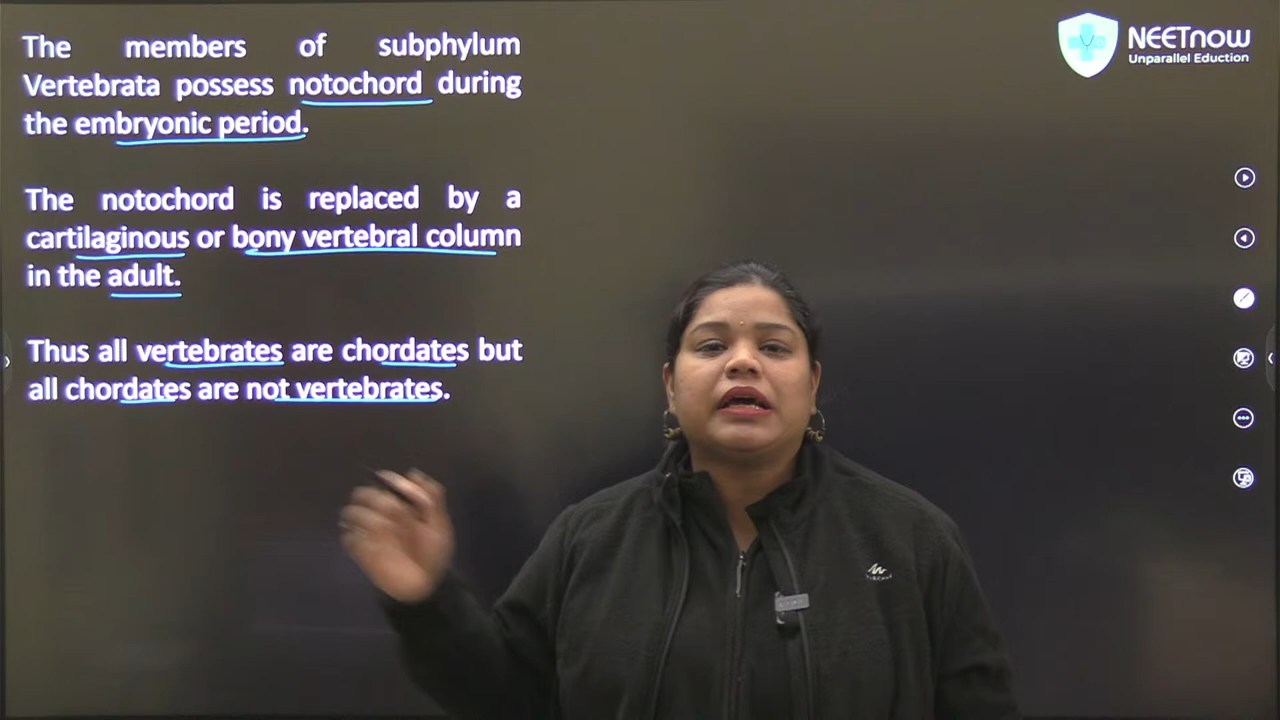 The members of subphylum
Vertebrata possess notochord during
the embryonic period.
The notochord is replaced by a
cartilaginous or bony vertebral column
in the adult.
Thus all vertebrates are chordates but
all chordates are not vertebrates.
NEETnow
Unparallel Eduction